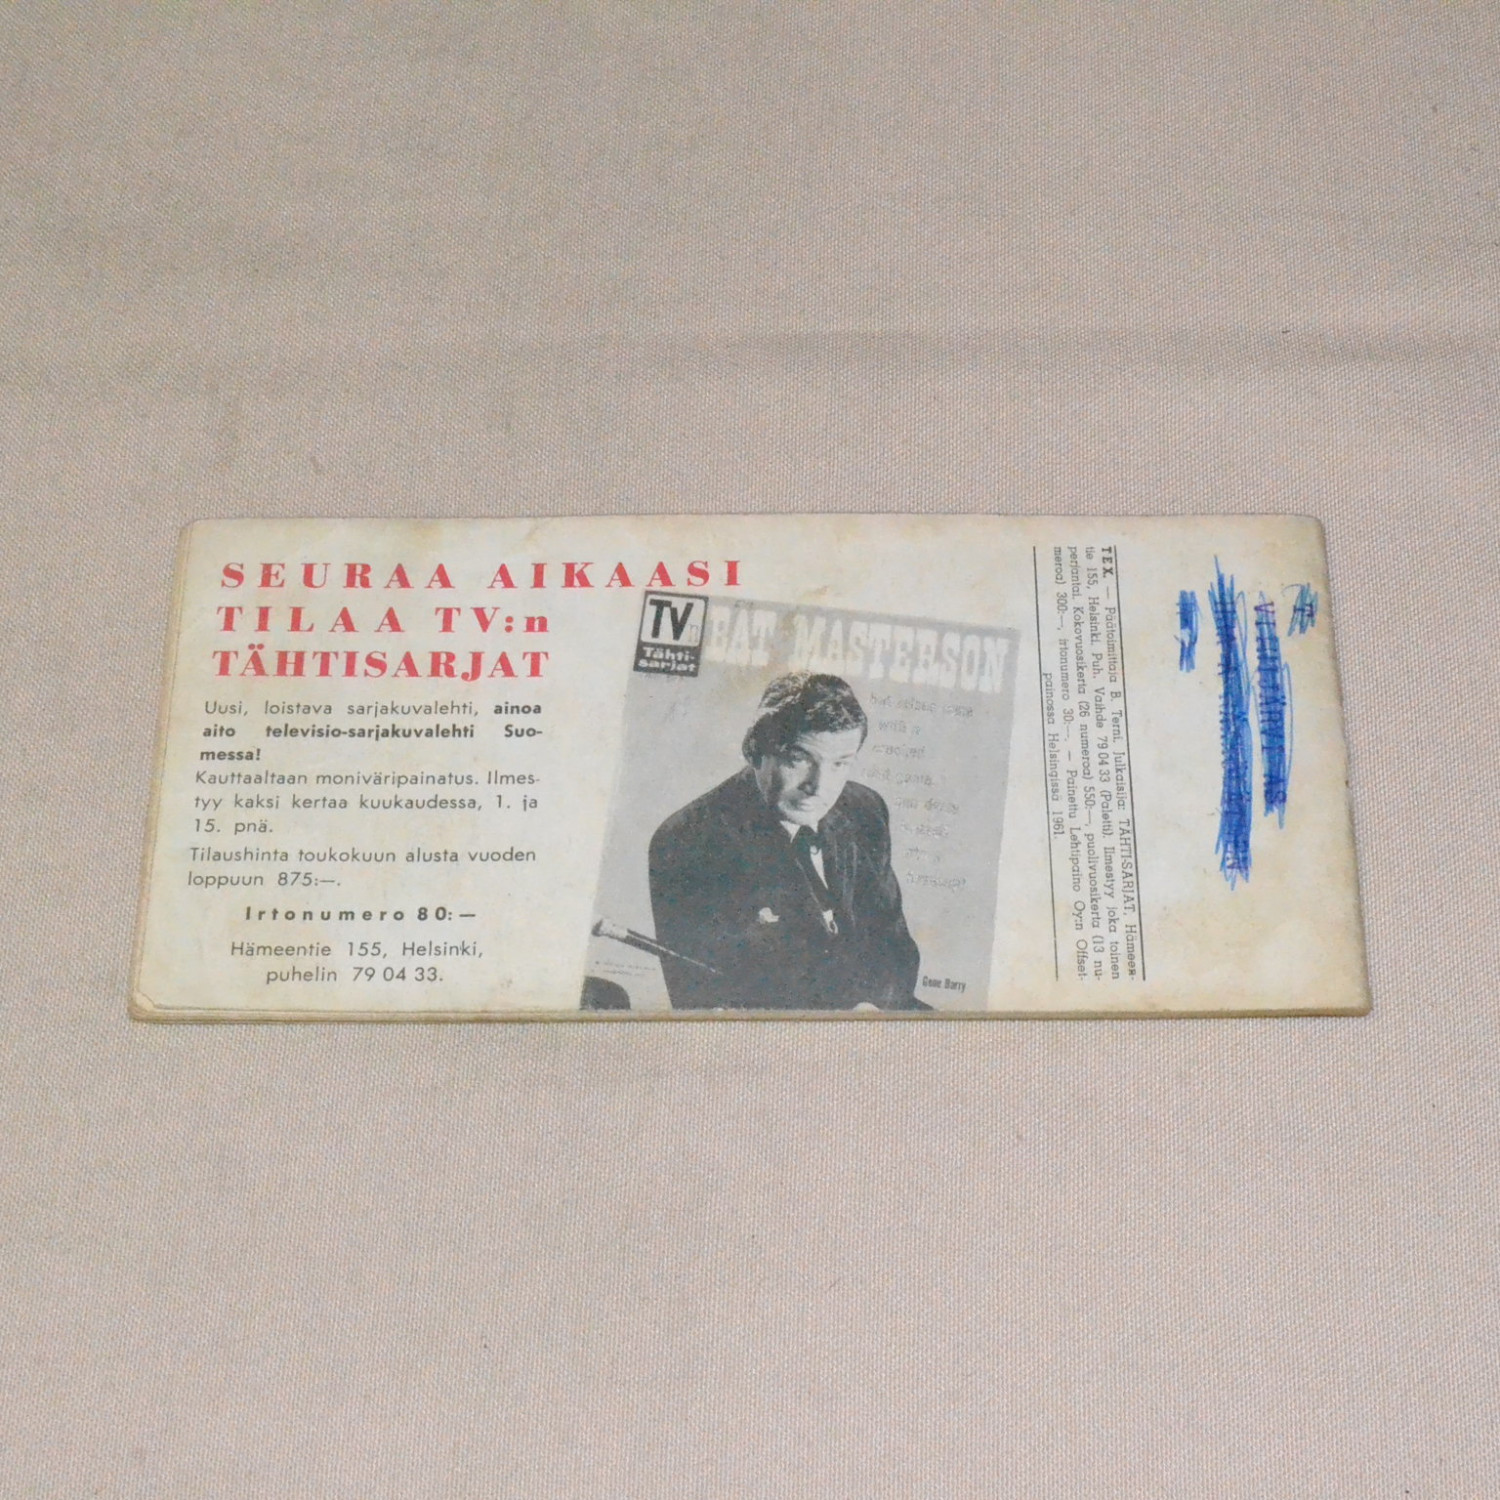 SEURAA AIKAASI
TILAA TV:n
TÄHTISARJAT
Uusi, loistava sarjakuvalehti, ainoa
aito televisio-sarjakuvalehti Suo-
messa!
Kauttaaltaan moniväripainatus. Ilmes-
tyy kaksi kertaa kuukaudessa, 1. ja
15. pnä.
Tilaushinta toukokuun alusta vuoden
loppuun 875:—.
Irtonumero 80:—
Hämeentie 155, Helsinki,
puhelin 79 04 33.
TV:n
Tähti-
sarjat
BAT MASTERSON
Gene Barry
TEX. — Päätoimittaja B. Terni. Julkaisija: TÄHTI-SARJAT, Hämeen-
tie 155, Helsinki. Puh. Vaihde 79 04 33 (Paletti). Ilmestyy joka toinen
perjantai. Kokovuosikerta (26 numeroa) 550:—, puolivuosikerta (13 nu-
meroa) 300:—, irtonumero 30:—. — Painettu Lehtipaino Oy:n Offset-
painossa Helsingissä 1961.